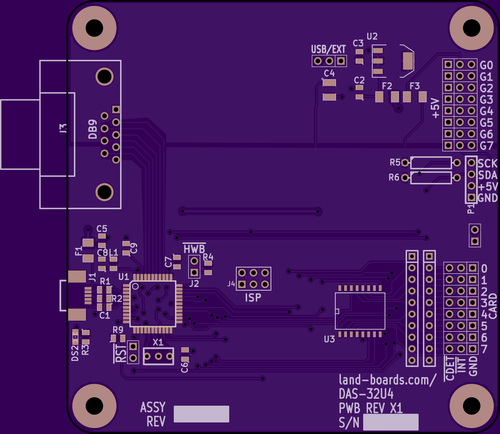 C3
U2
USB/EXT
C4
C2
F2
F3
+5V
G0
G1
G2
G3
G4
G5
G6
G7
J3
DB9
R5
R6
SCK
SDA
+5V
GND
P1
C5
F1
C9
C8
L1
C7
HWB
R4
J2
J4
ISP
J1
U1
R1
R2
C1
R9
RST
X1
C6
DS2
R3
U3
0
1
2
3
4
5
6
7
CARD
CDET
INT
GND
land-boards.com/
DAS-32U4
PWB REV X1
S/N
ASSY
REV